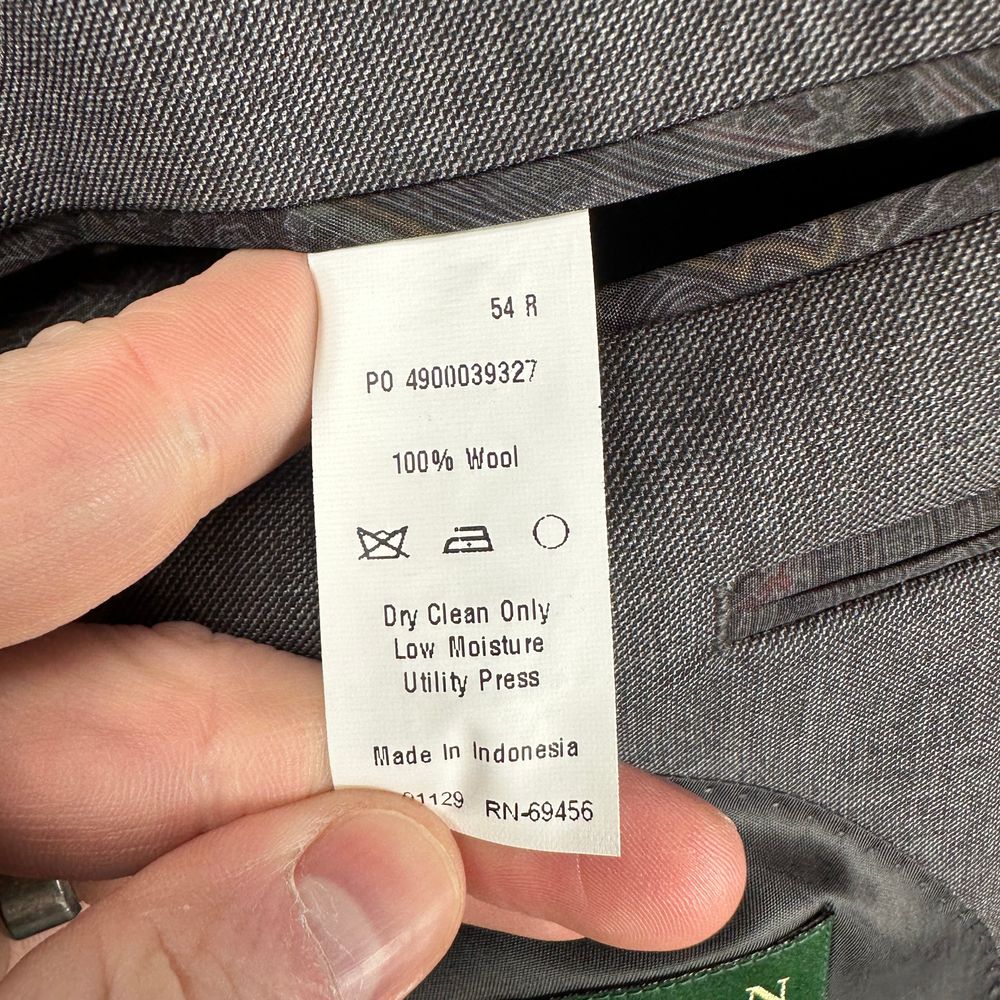 54 R
PO 4900039327
100% Wool
Dry Clean Only
Low Moisture
Utility Press
Made In Indonesia
RN-69456